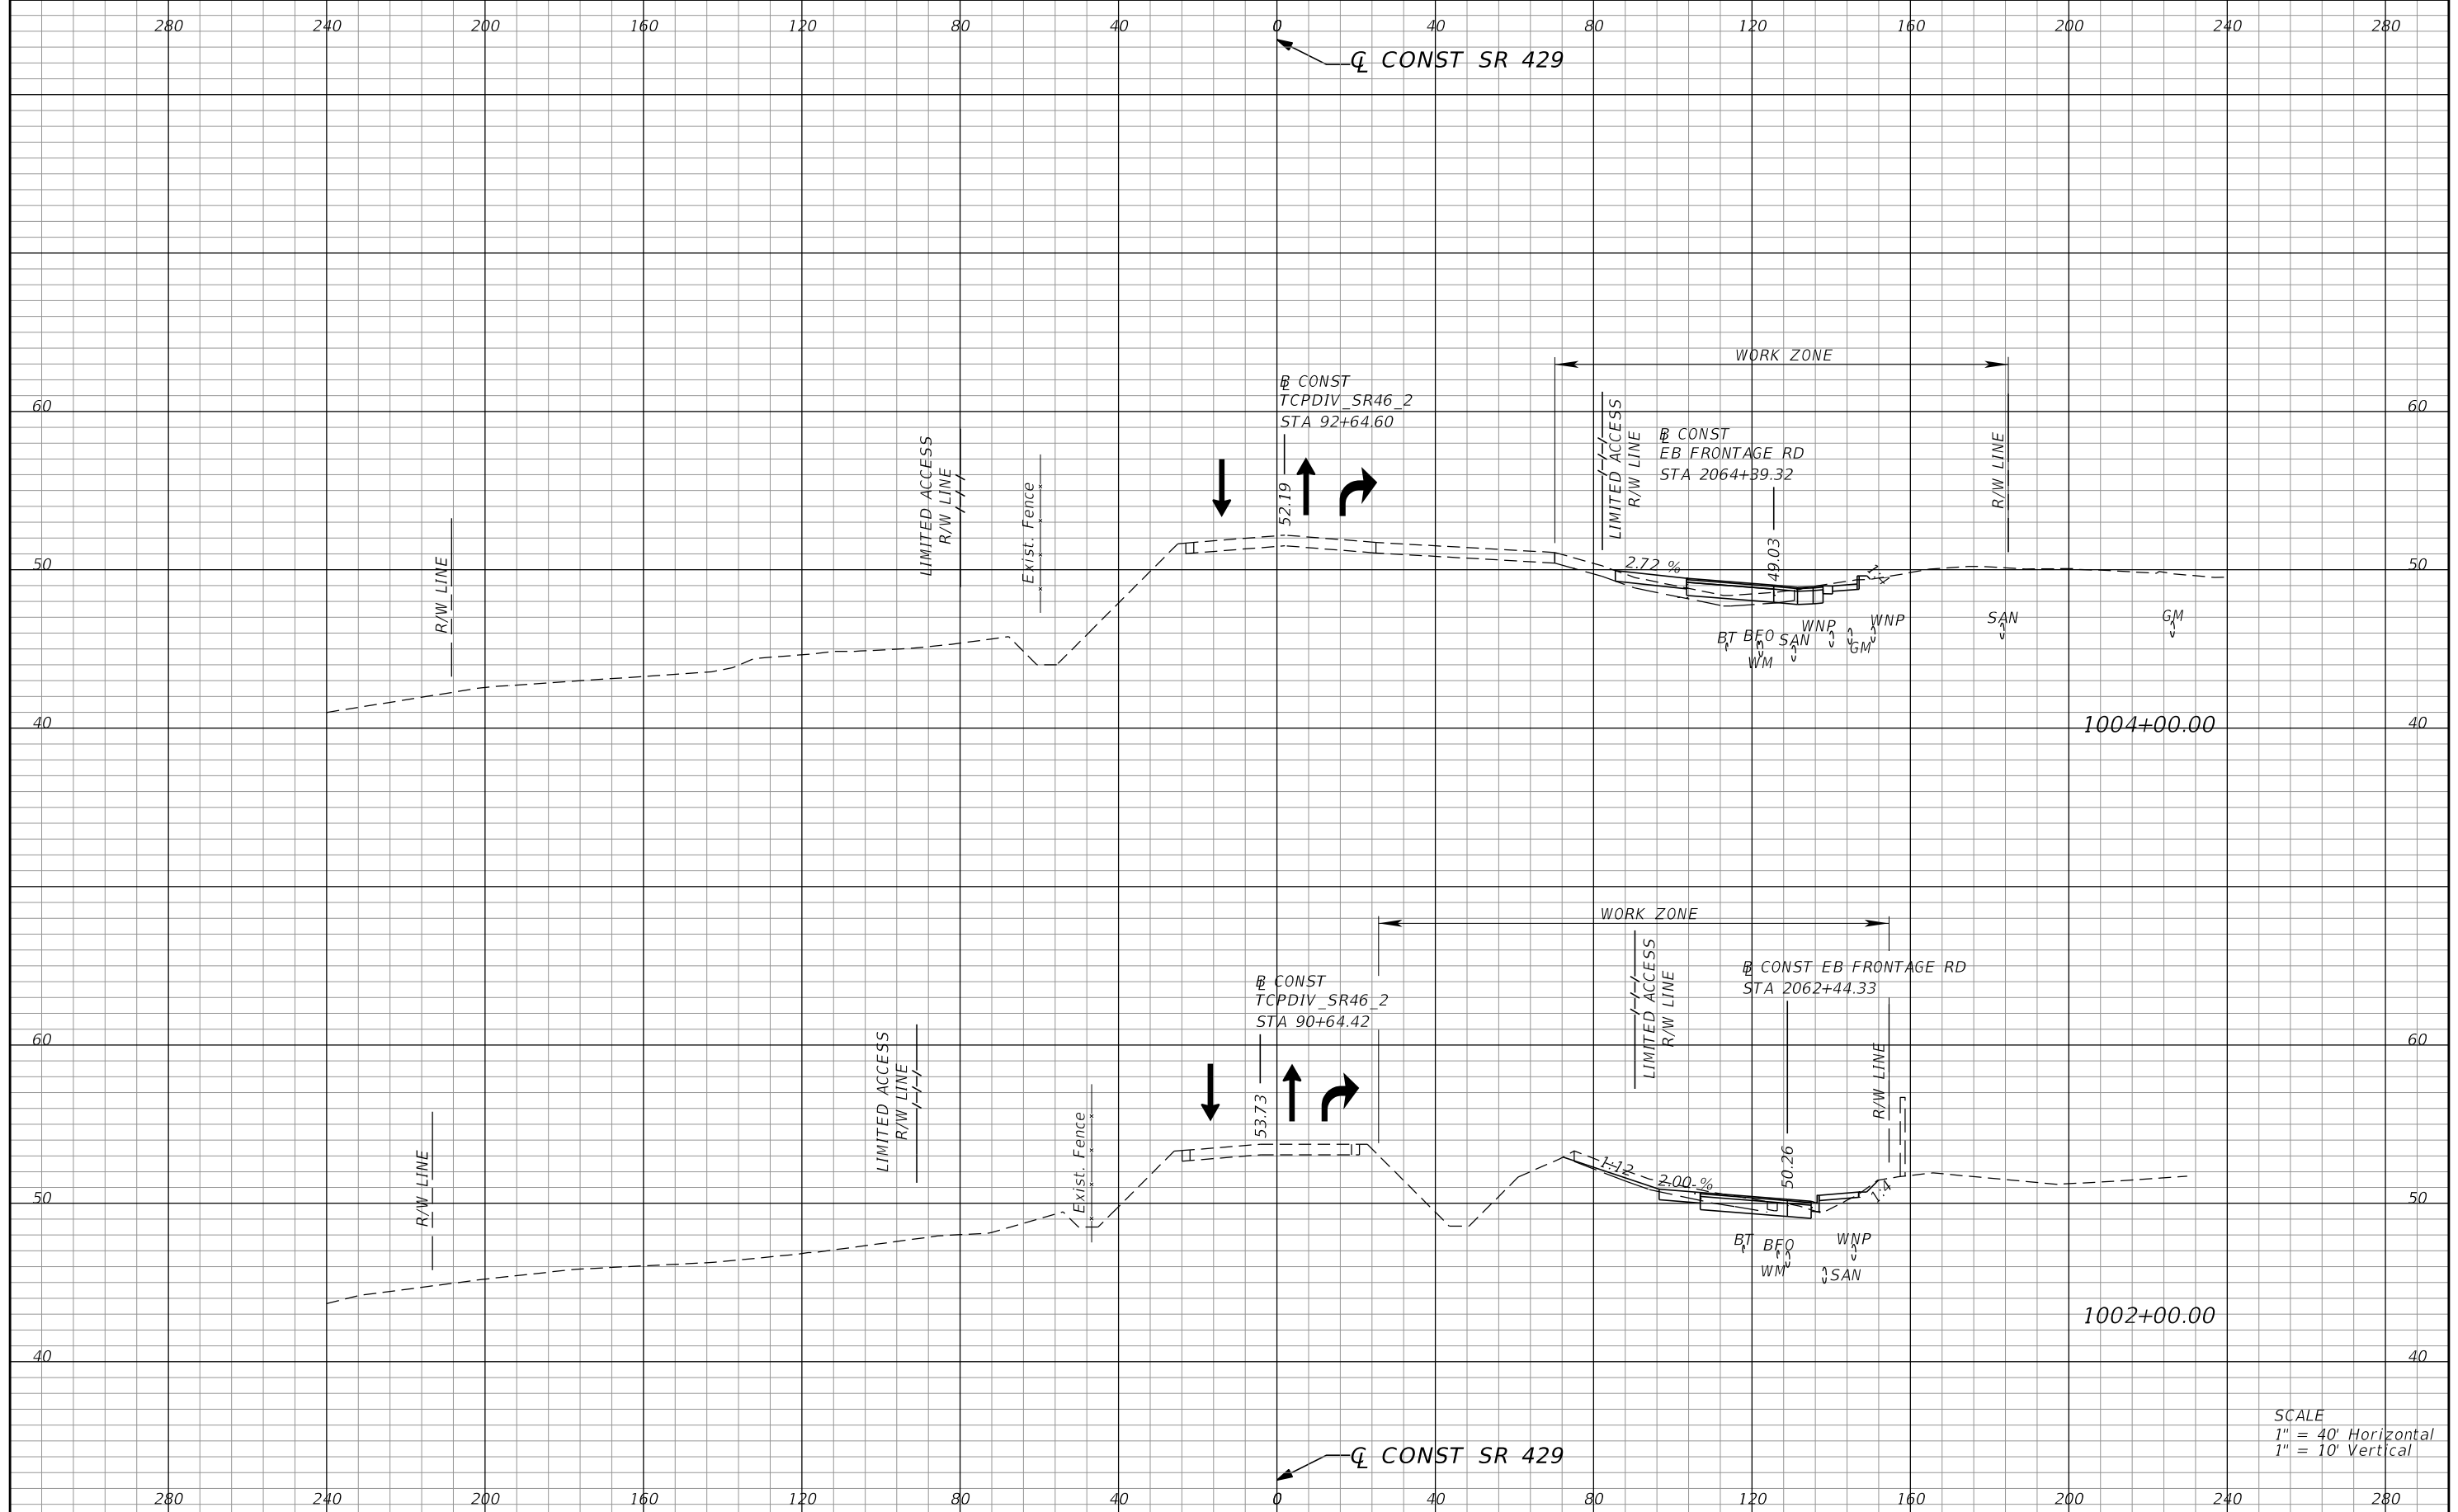 280 240 200 160 120 80 40 0 40 80 120 160 200 240 280
℄ CONST SR 429
WORK ZONE
60
60
℄ CONST
TCPDIV_SR46_2
STA 92+64.60
52.19
LIMITED ACCESS
R/W LINE
B̲L CONST
EB FRONTAGE RD
STA 2064+39.32
49.03
R/W LINE
LIMITED ACCESS
R/W LINE
Exist. Fence
R/W LINE
50
50
2.72 %
BT
BFO
WM
SAN
WNP
GM
WNP
SAN
GM
40
40
1004+00.00
WORK ZONE
LIMITED ACCESS
R/W LINE
BL CONST EB FRONTAGE RD
STA 2062+44.33
50.26
R/W LINE
BL CONST
TCPDIV_SR46_2
STA 90+64.42
53.73
60
60
LIMITED ACCESS
R/W LINE
Exist. Fence
R/W LINE
50
50
1:12
2.00 %
1:4
BT
BFO
WM
WNP
SAN
1002+00.00
40
40
SCALE
1" = 40' Horizontal
1" = 10' Vertical
℄ CONST SR 429
280 240 200 160 120 80 40 0 40 80 120 160 200 240 280